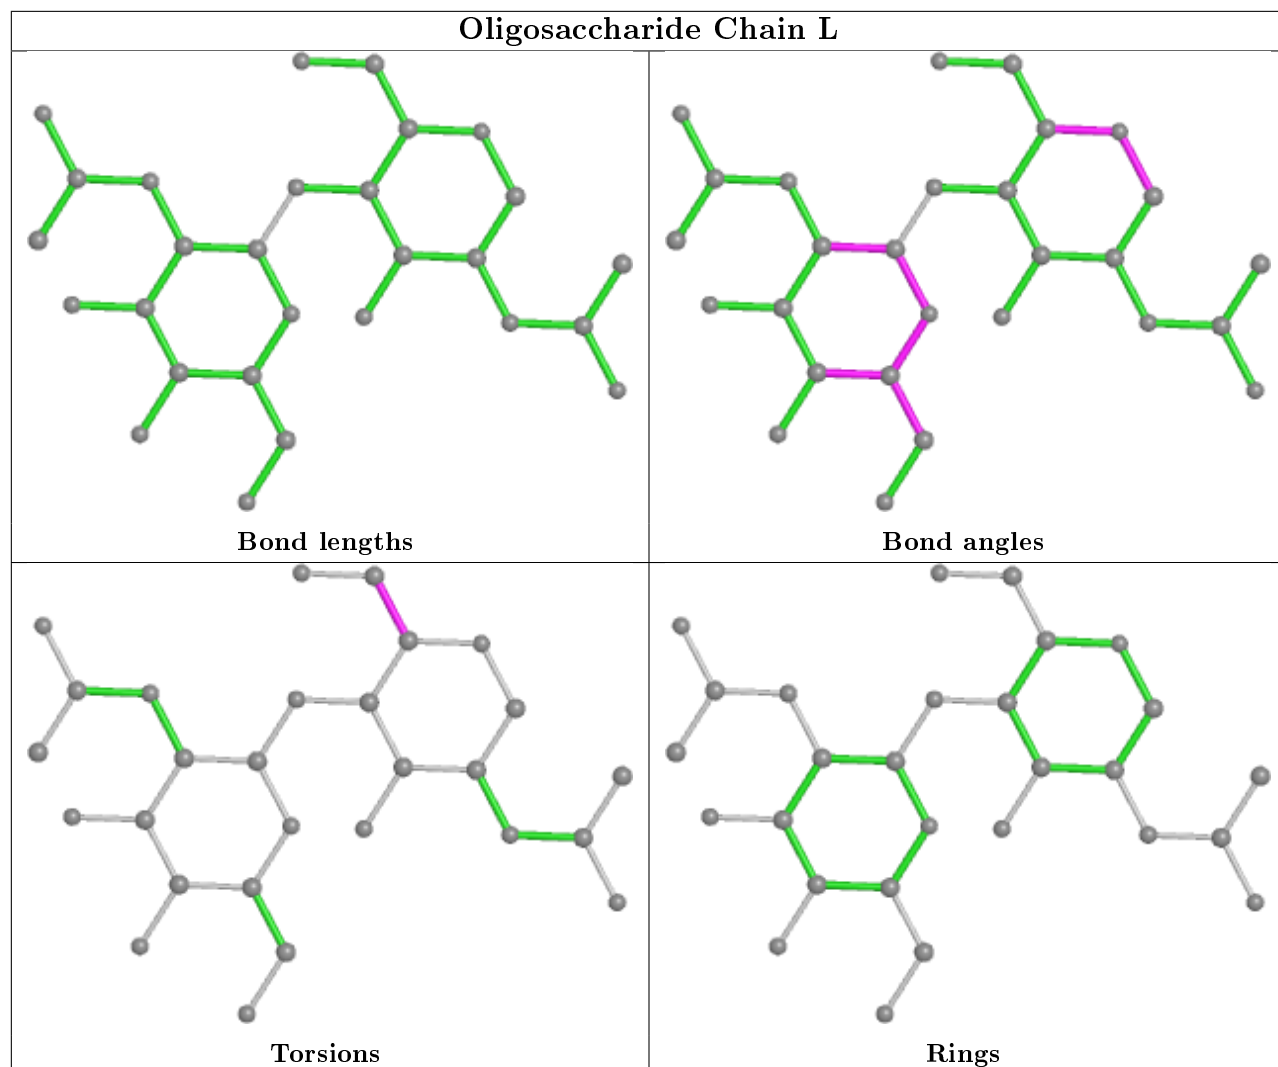 Oligosaccharide Chain L
Bond lengths
Bond angles
Torsions
Rings